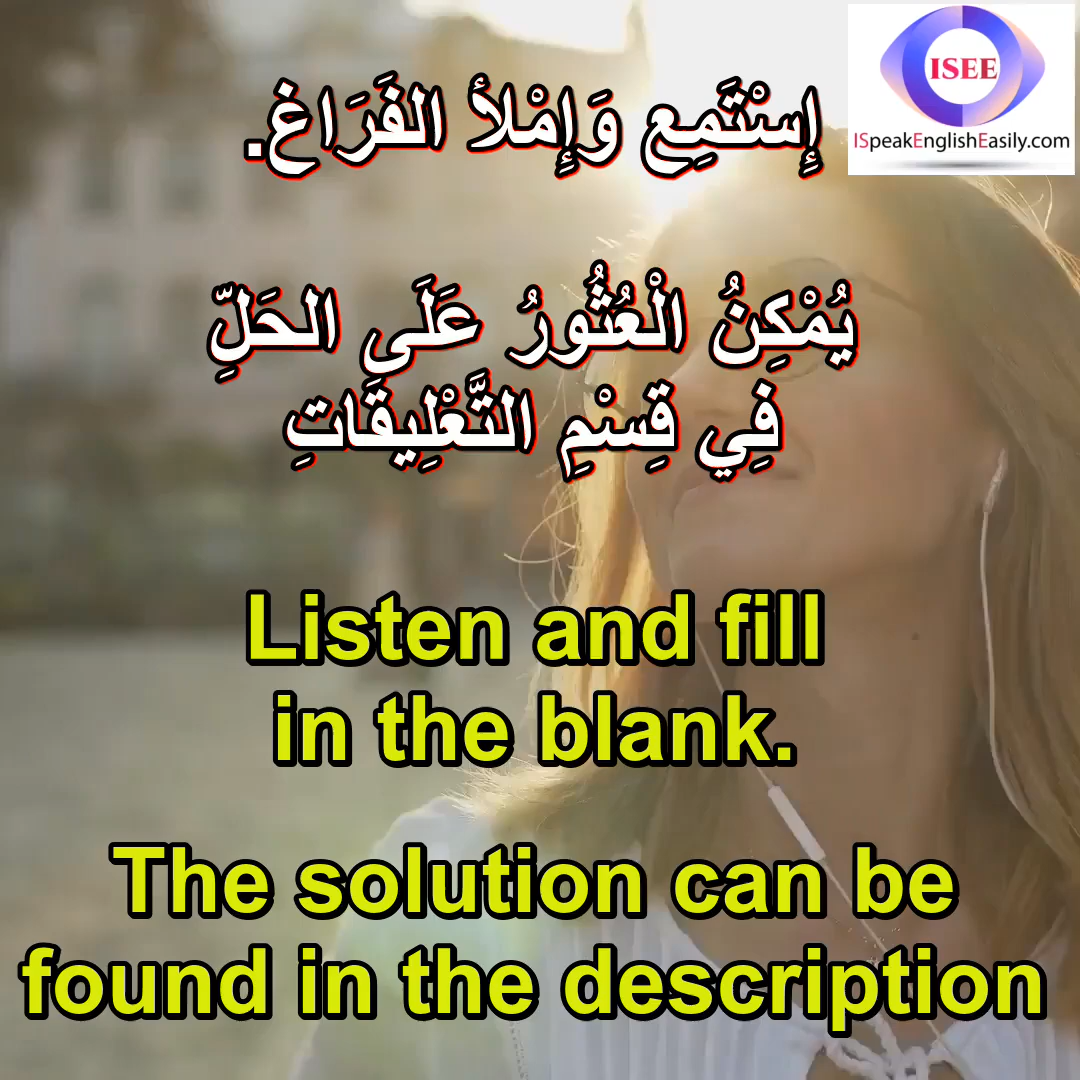 ISEE
ISpeakEnglishEasily.com
إِسْتَمِع وَإِمْلأ الفَرَاغ.
يُمْكِنُ الْعُثُورُ عَلَى الحَلِّ
فِي قِسْمِ التَّعْلِيقَاتِ
Listen and fill
in the blank.
The solution can be
found in the description